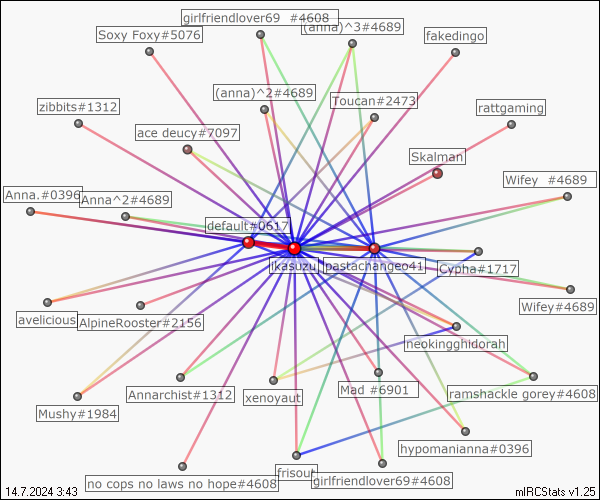 girlfriendlover69 #4608
(anna)^3#4689
Soxy Foxy#5076
fakedingo
(anna)^2#4689
Toucan#2473
zibbits#1312
rattgaming
ace deucy#7097
Skalman
Wifey #4689
Anna.#0396
Anna^2#4689
default#0617
ikasuzu
pastachangeo41
Cypha#1717
Wifey#4689
avelicious
AlpineRooster#2156
neokingghidorah
Mushy#1984
Annarchist#1312
xenoyaut
Mad #6901
ramshackle gorey#4608
hypomanianna#0396
no cops no laws no hope#4608
frisout
girlfriendlover69#4608
14.7.2024 3:43
mIRCStats v1.25